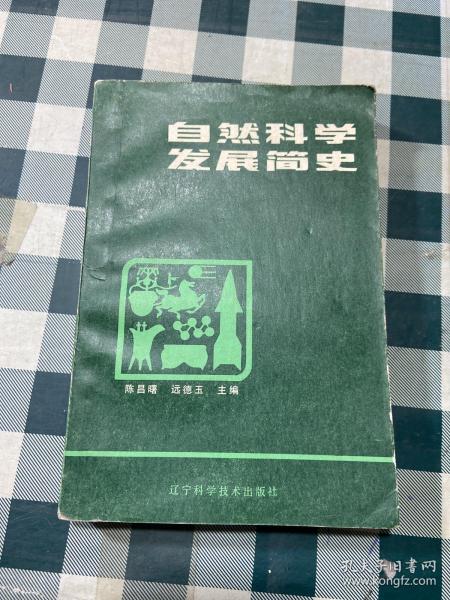 自然科学
发展简史
陈昌曙 远德玉 主编
辽宁科学技术出版社
孔夫子旧书网
www.kongfz.com